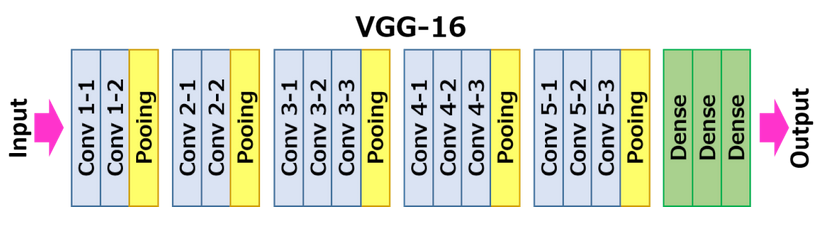 VGG-16
Input
Conv 1-1
Conv 1-2
Pooing
Conv 2-1
Conv 2-2
Pooing
Conv 3-1
Conv 3-2
Conv 3-3
Pooing
Conv 4-1
Conv 4-2
Conv 4-3
Pooing
Conv 5-1
Conv 5-2
Conv 5-3
Pooing
Dense
Dense
Dense
Output